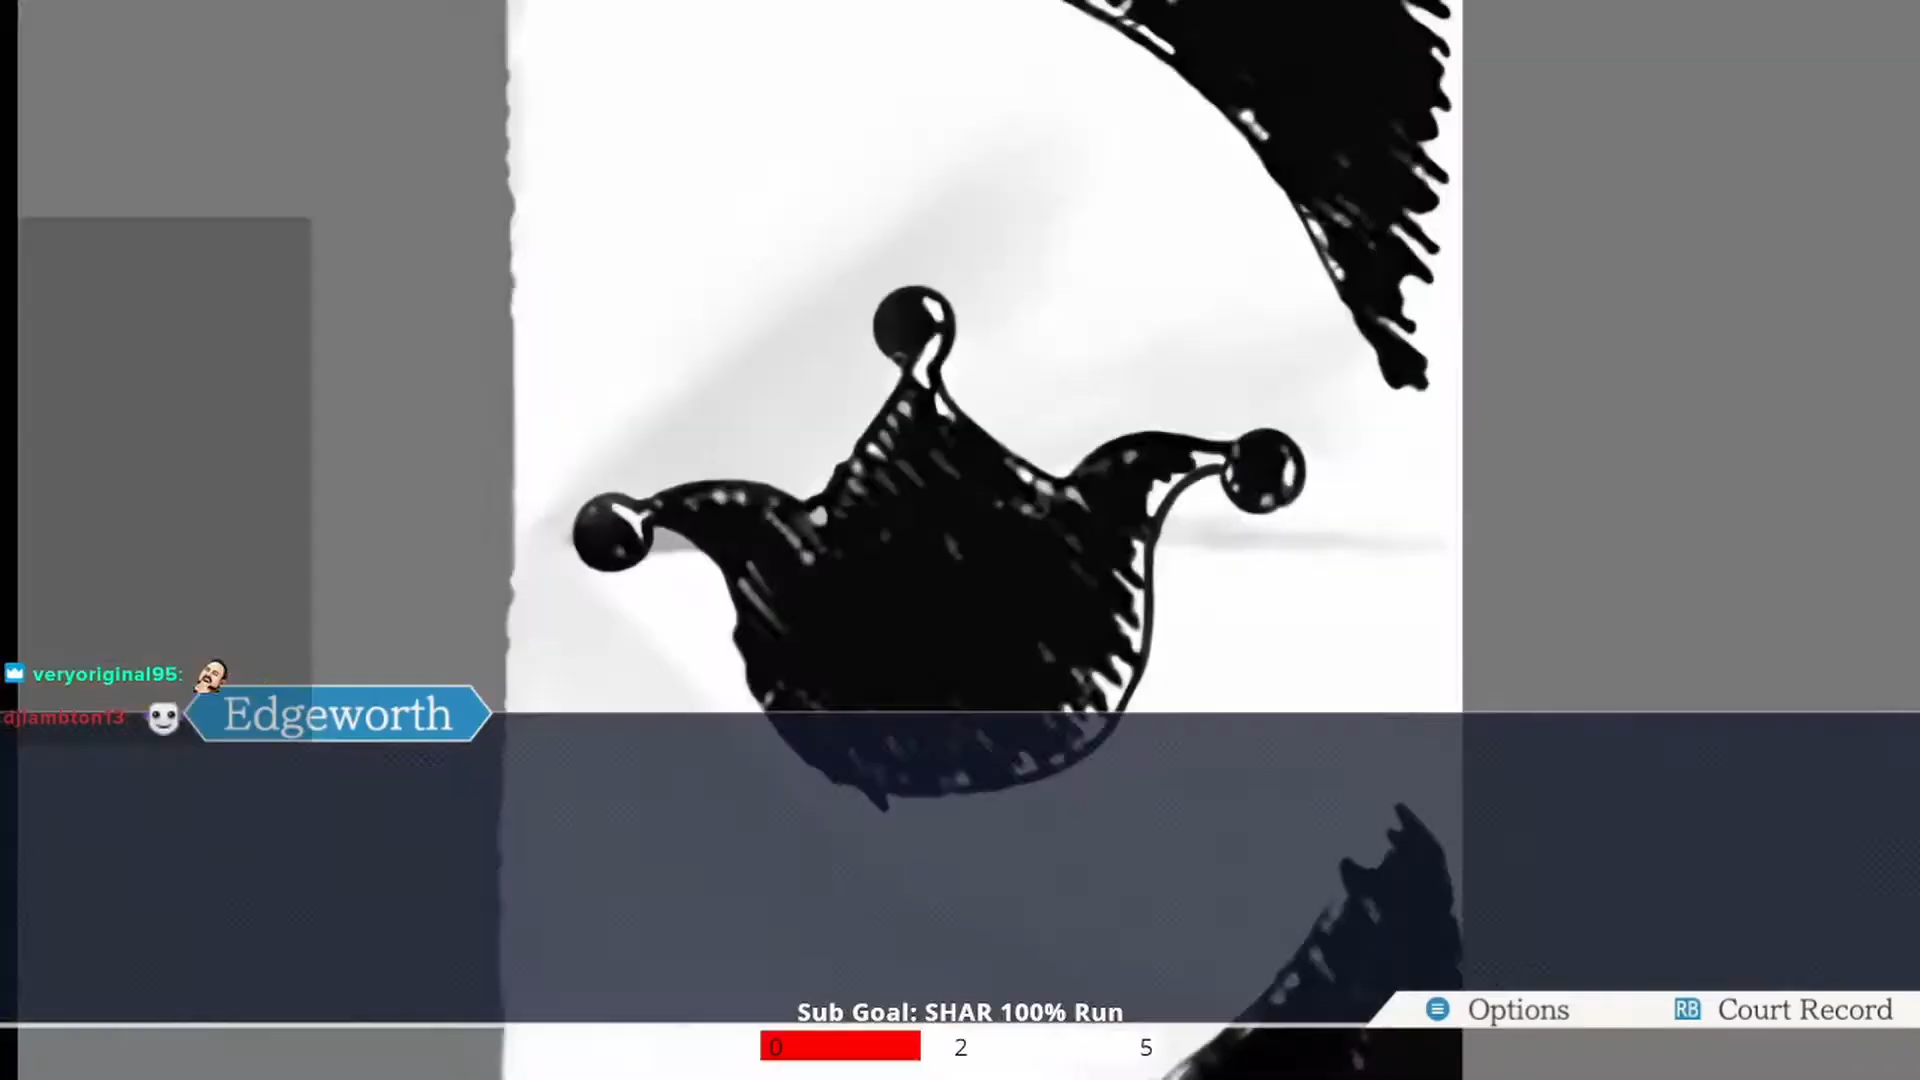 veryoriginal95:
djlambton13
Edgeworth
Sub Goal: SHAR 100% Run
0 2 5
Options
RB Court Record